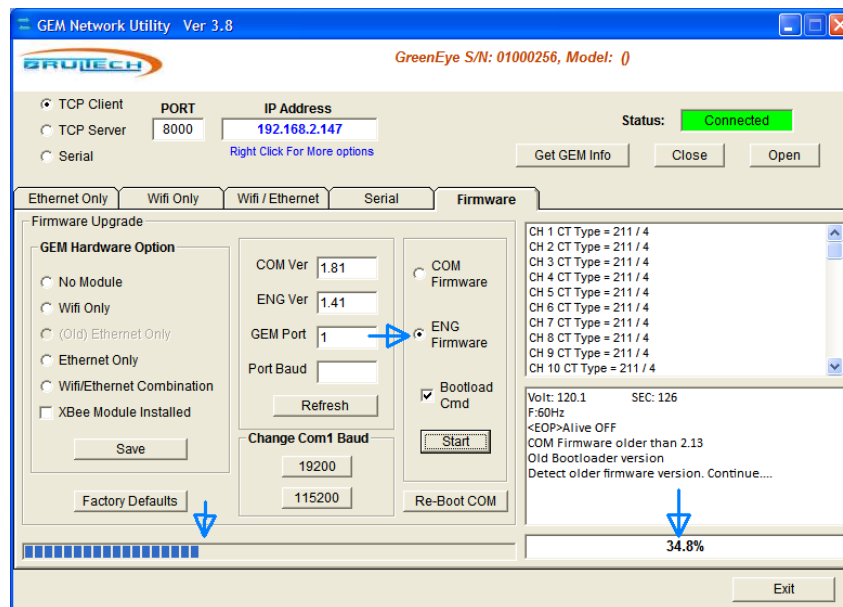 GEM Network Utility Ver 3.8
BRULTECH
GreenEye S/N: 01000256, Model: ()
TCP Client
TCP Server
Serial
PORT
8000
IP Address
192.168.2.147
Right Click For More options
Status: Connected
Get GEM Info
Close
Open
Ethernet Only
Wifi Only
Wifi / Ethernet
Serial
Firmware
Firmware Upgrade
GEM Hardware Option
No Module
Wifi Only
(Old) Ethernet Only
Ethernet Only
Wifi/Ethernet Combination
XBee Module Installed
Save
Factory Defaults
COM Ver 1.81
ENG Ver 1.41
GEM Port 1
Port Baud
Refresh
Change Com1 Baud
19200
115200
COM
Firmware
ENG
Firmware
Bootload
Cmd
Start
Re-Boot COM
CH 1 CT Type = 211 / 4
CH 2 CT Type = 211 / 4
CH 3 CT Type = 211 / 4
CH 4 CT Type = 211 / 4
CH 5 CT Type = 211 / 4
CH 6 CT Type = 211 / 4
CH 7 CT Type = 211 / 4
CH 8 CT Type = 211 / 4
CH 9 CT Type = 211 / 4
CH 10 CT Type = 211 / 4
Volt: 120.1 SEC: 126
F:60Hz
<EOP>Alive OFF
COM Firmware older than 2.13
Old Bootloader version
Detect older firmware version. Continue....
34.8%
Exit